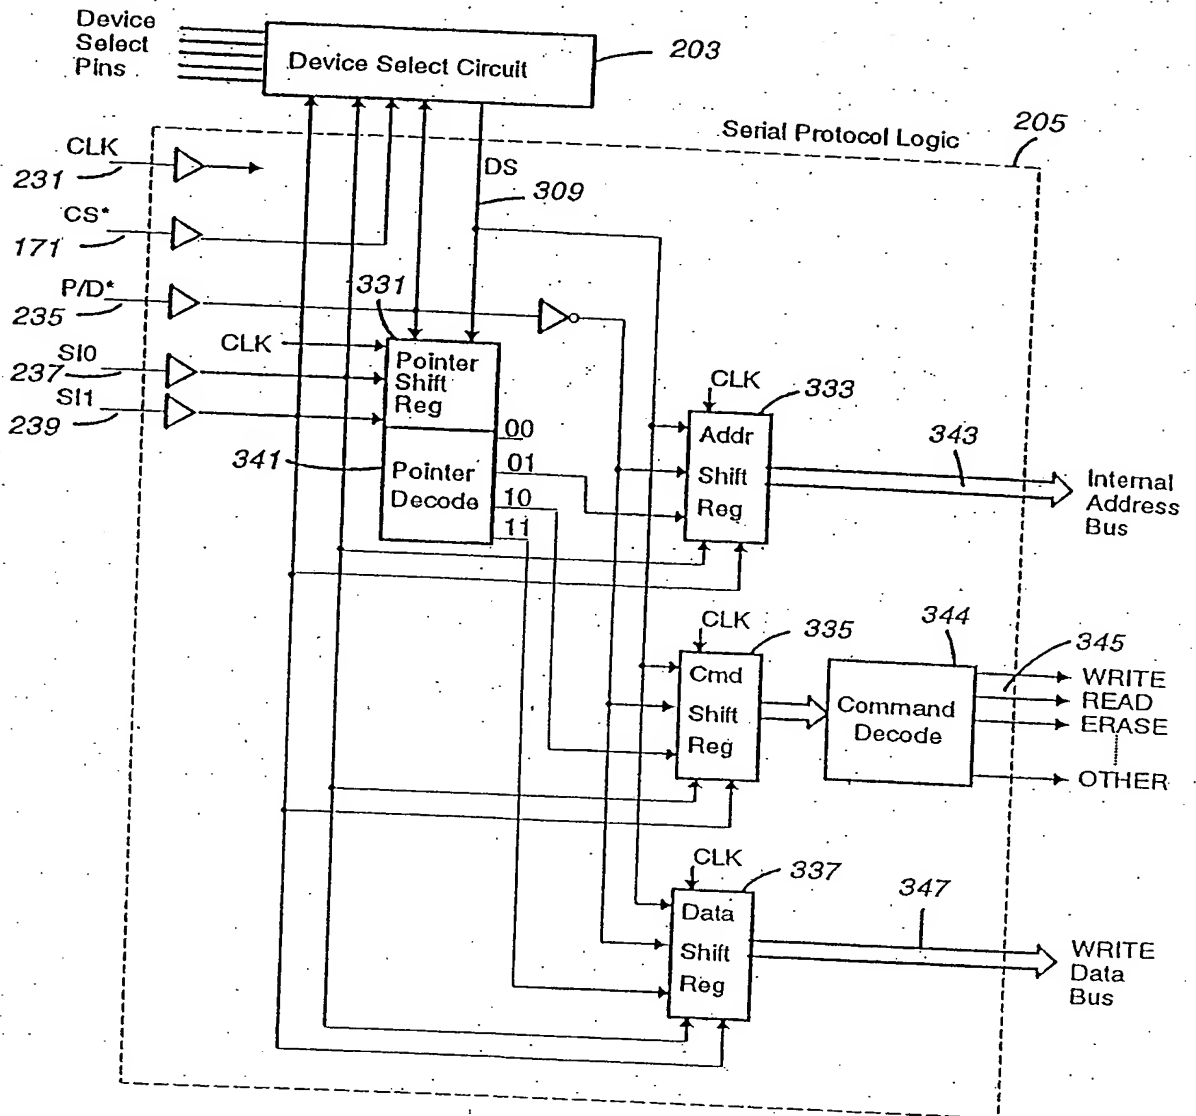 Device
Select
Pins
Device Select Circuit
203
Serial Protocol Logic
205
CLK
231
DS
309
CS*
171
P/D*
235
331
CLK
SI0
237
SI1
239
Pointer
Shift
Reg
341
Pointer
Decode
00
01
10
11
CLK
333
Addr
Shift
Reg
343
Internal
Address
Bus
CLK
335
Cmd
Shift
Reg
344
Command
Decode
345
WRITE
READ
ERASE
OTHER
CLK
337
Data
Shift
Reg
347
WRITE
Data
Bus